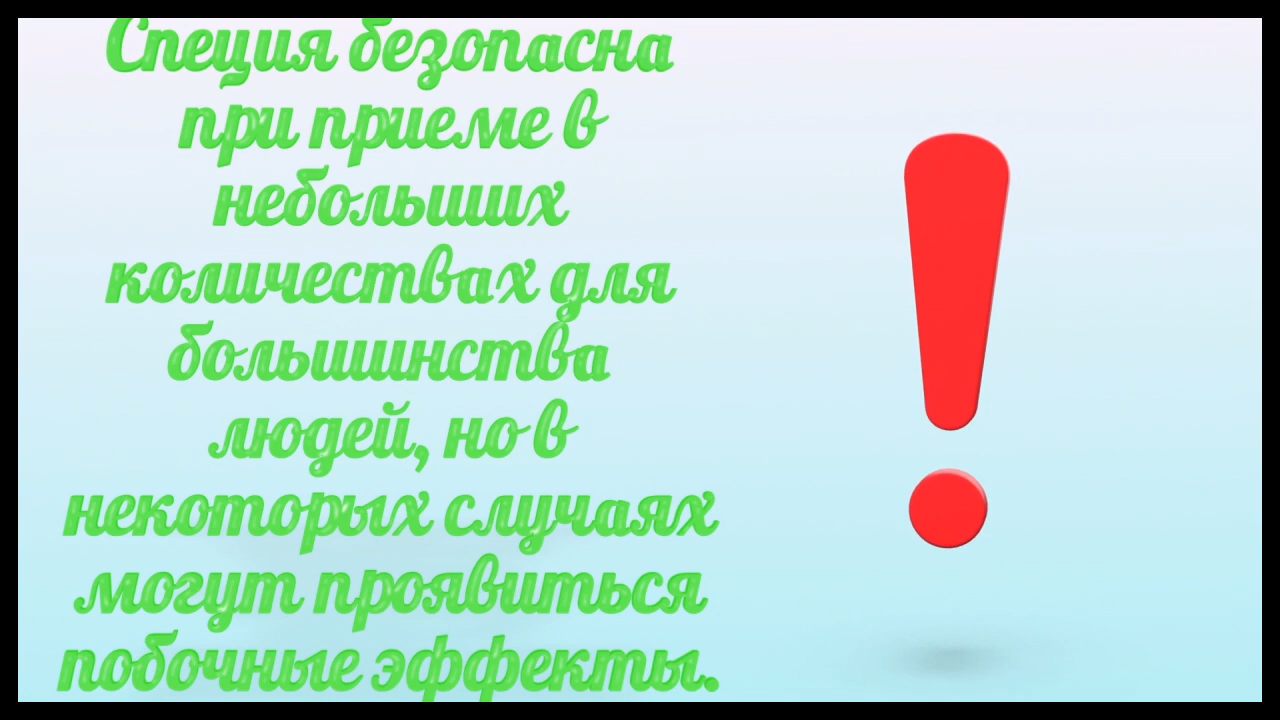 Специя безопасна
при приеме в
небольших
количествах для
большинства
людей, но в
некоторых случаях
могут проявиться
побочные эффекты.